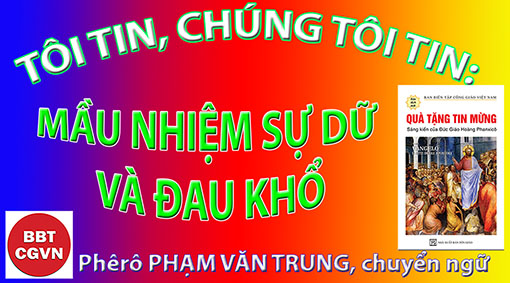 TÔI TIN, CHÚNG TÔI TIN:
MẦU NHIỆM SỰ DỮ
VÀ ĐAU KHỔ
BAN BIÊN TẬP CÔNG GIÁO VIỆT NAM
QUÀ TẶNG TIN MỪNG
Sáng kiến của Đức Giáo Hoàng Phanxicô
VANGELO
BBT
CGVN
Phêrô PHẠM VĂN TRUNG, chuyển ngữ